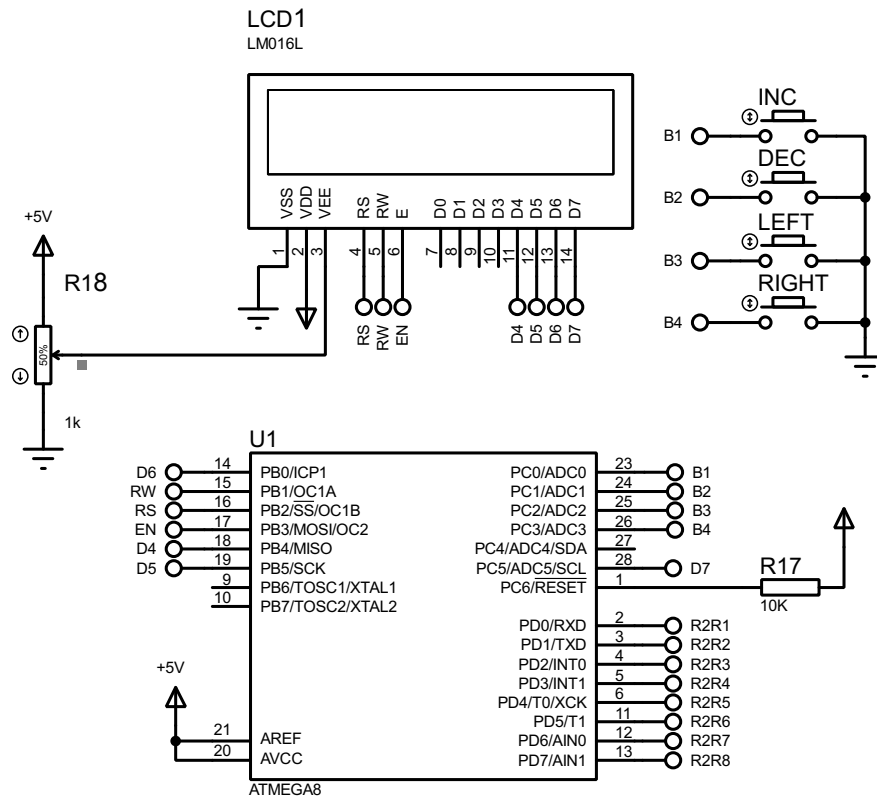 LCD1
LM016L
VSS
VDD
VEE
RS
RW
E
D0
D1
D2
D3
D4
D5
D6
D7
1
2
3
4
5
6
7
8
9
10
11
12
13
14
RS
RW
EN
D4
D5
D6
D7
INC
B1
DEC
B2
LEFT
B3
RIGHT
B4
+5V
R18
50%
1k
U1
D6 14 PB0/ICP1
RW 15 PB1/OC1A
RS 16 PB2/SS/OC1B
EN 17 PB3/MOSI/OC2
D4 18 PB4/MISO
D5 19 PB5/SCK
9 PB6/TOSC1/XTAL1
10 PB7/TOSC2/XTAL2
+5V
21 AREF
20 AVCC
PC0/ADC0 23 B1
PC1/ADC1 24 B2
PC2/ADC2 25 B3
PC3/ADC3 26 B4
PC4/ADC4/SDA 27
PC5/ADC5/SCL 28 D7
PC6/RESET 1
R17
10K
PD0/RXD 2 R2R1
PD1/TXD 3 R2R2
PD2/INT0 4 R2R3
PD3/INT1 5 R2R4
PD4/T0/XCK 6 R2R5
PD5/T1 11 R2R6
PD6/AIN0 12 R2R7
PD7/AIN1 13 R2R8
ATMEGA8